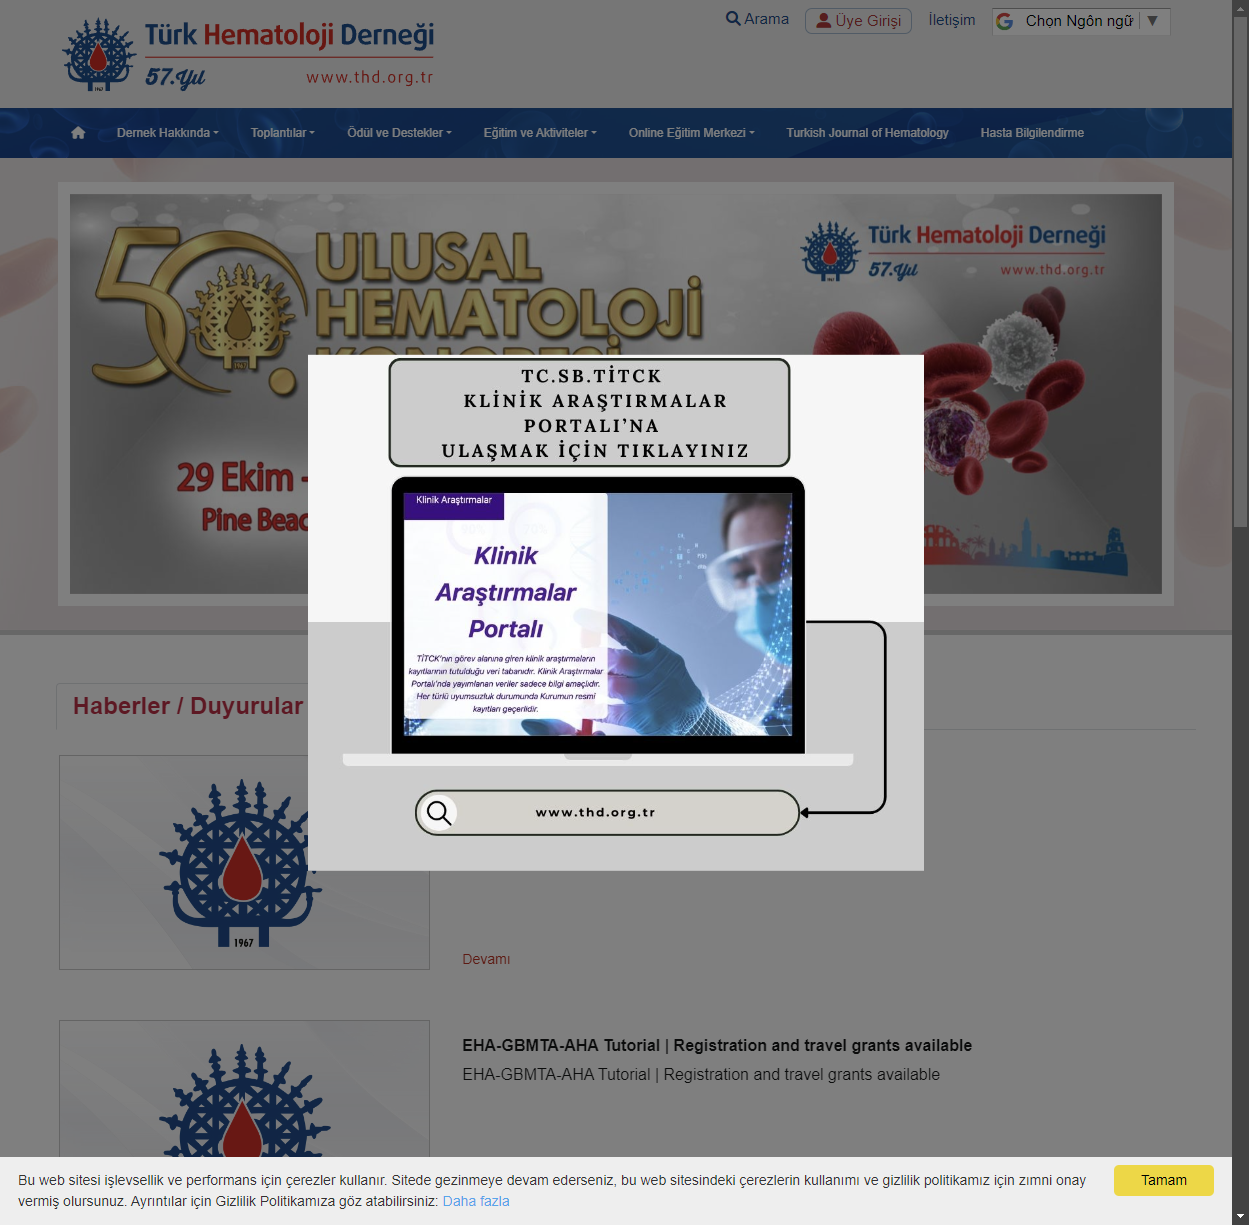 Türk Hematoloji Derneği
57.Yıl
www.thd.org.tr
Arama
Üye Girişi
İletişim
Chọn Ngôn ngữ
▼
Dernek Hakkında
Toplantılar
Ödül ve Destekler
Eğitim ve Aktiviteler
Online Eğitim Merkezi
Turkish Journal of Hematology
Hasta Bilgilendirme
50.
ULUSAL
HEMATOLOJİ
Türk Hematoloji Derneği
57.Yıl
www.thd.org.tr
29 Ekim -
TC.SB.TİTCK
KLİNİK ARAŞTIRMALAR
PORTALI’NA
ULAŞMAK İÇİN TIKLAYINIZ
Klinik Araştırmalar
Klinik
Araştırmalar
Portalı
TİTCK'nın görev alanına giren klinik araştırmaların
kayıtlarının tutulduğu veri tabanıdır. Klinik Araştırmalar
Portalı'nda yayımlanan veriler sadece bilgi amaçlıdır.
Her türlü uyumsuzluk durumunda Kurumun resmi
kayıtları geçerlidir.
www.thd.org.tr
Pine Beac
Haberler / Duyurular
1967
Devamı
EHA-GBMTA-AHA Tutorial | Registration and travel grants available
EHA-GBMTA-AHA Tutorial | Registration and travel grants available
Bu web sitesi işlevsellik ve performans için çerezler kullanır. Sitede gezinmeye devam ederseniz, bu web sitesindeki çerezlerin kullanımı ve gizlilik politikamız için zımni onay
vermiş olursunuz. Ayrıntılar için Gizlilik Politikamıza göz atabilirsiniz: Daha fazla
Tamam